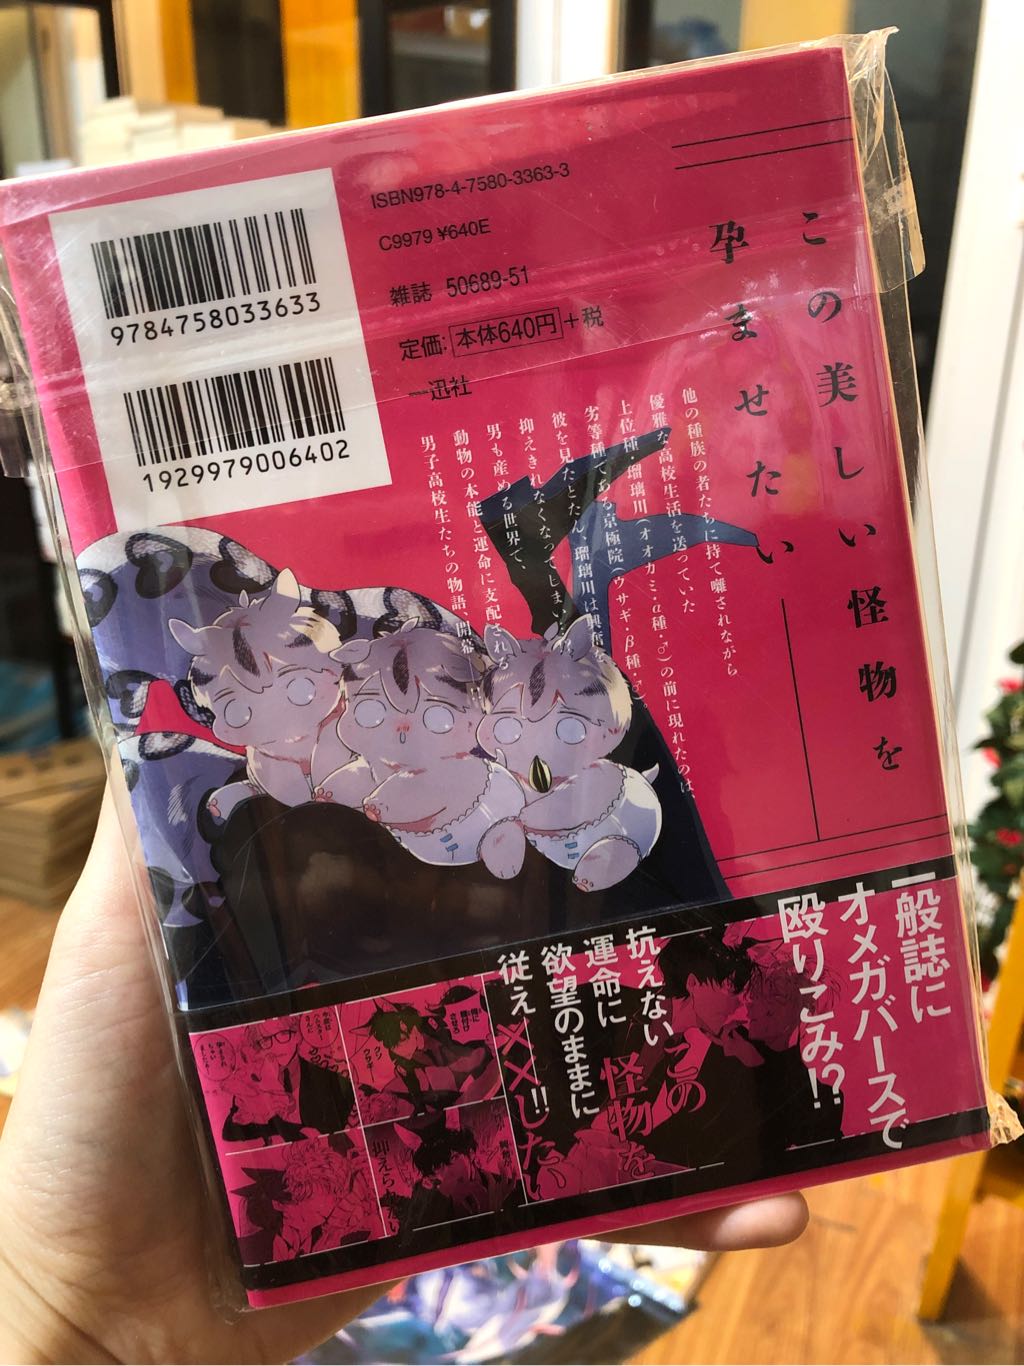 ISBN978-4-7580-3363-3
C9979 ¥640E
雑誌 50689-51
定価: 本体640円+税
一迅社
9784758033633
1929979006402
この美しい怪物を
孕ませたい
他の種族の者たちに持て囃されながら
優雅な高校生活を送っていた
上位種・瑠璃川(オオカミ・α種・♂)の前に現れたのは、
劣等種である京極院(ウサギ・β種・♂)。
彼を見たとたん、瑠璃川は興奮
抑えきれなくなってしまい…
男も産める世界で、
動物の本能と運命に支配される
男子高校生たちの物語、開幕
一般誌に
オメガバースで
殴りこみ!?
抗えない
運命に
欲望のままに
従え!!
この
怪物を
××したい
クソ
ウサギ
抑えら